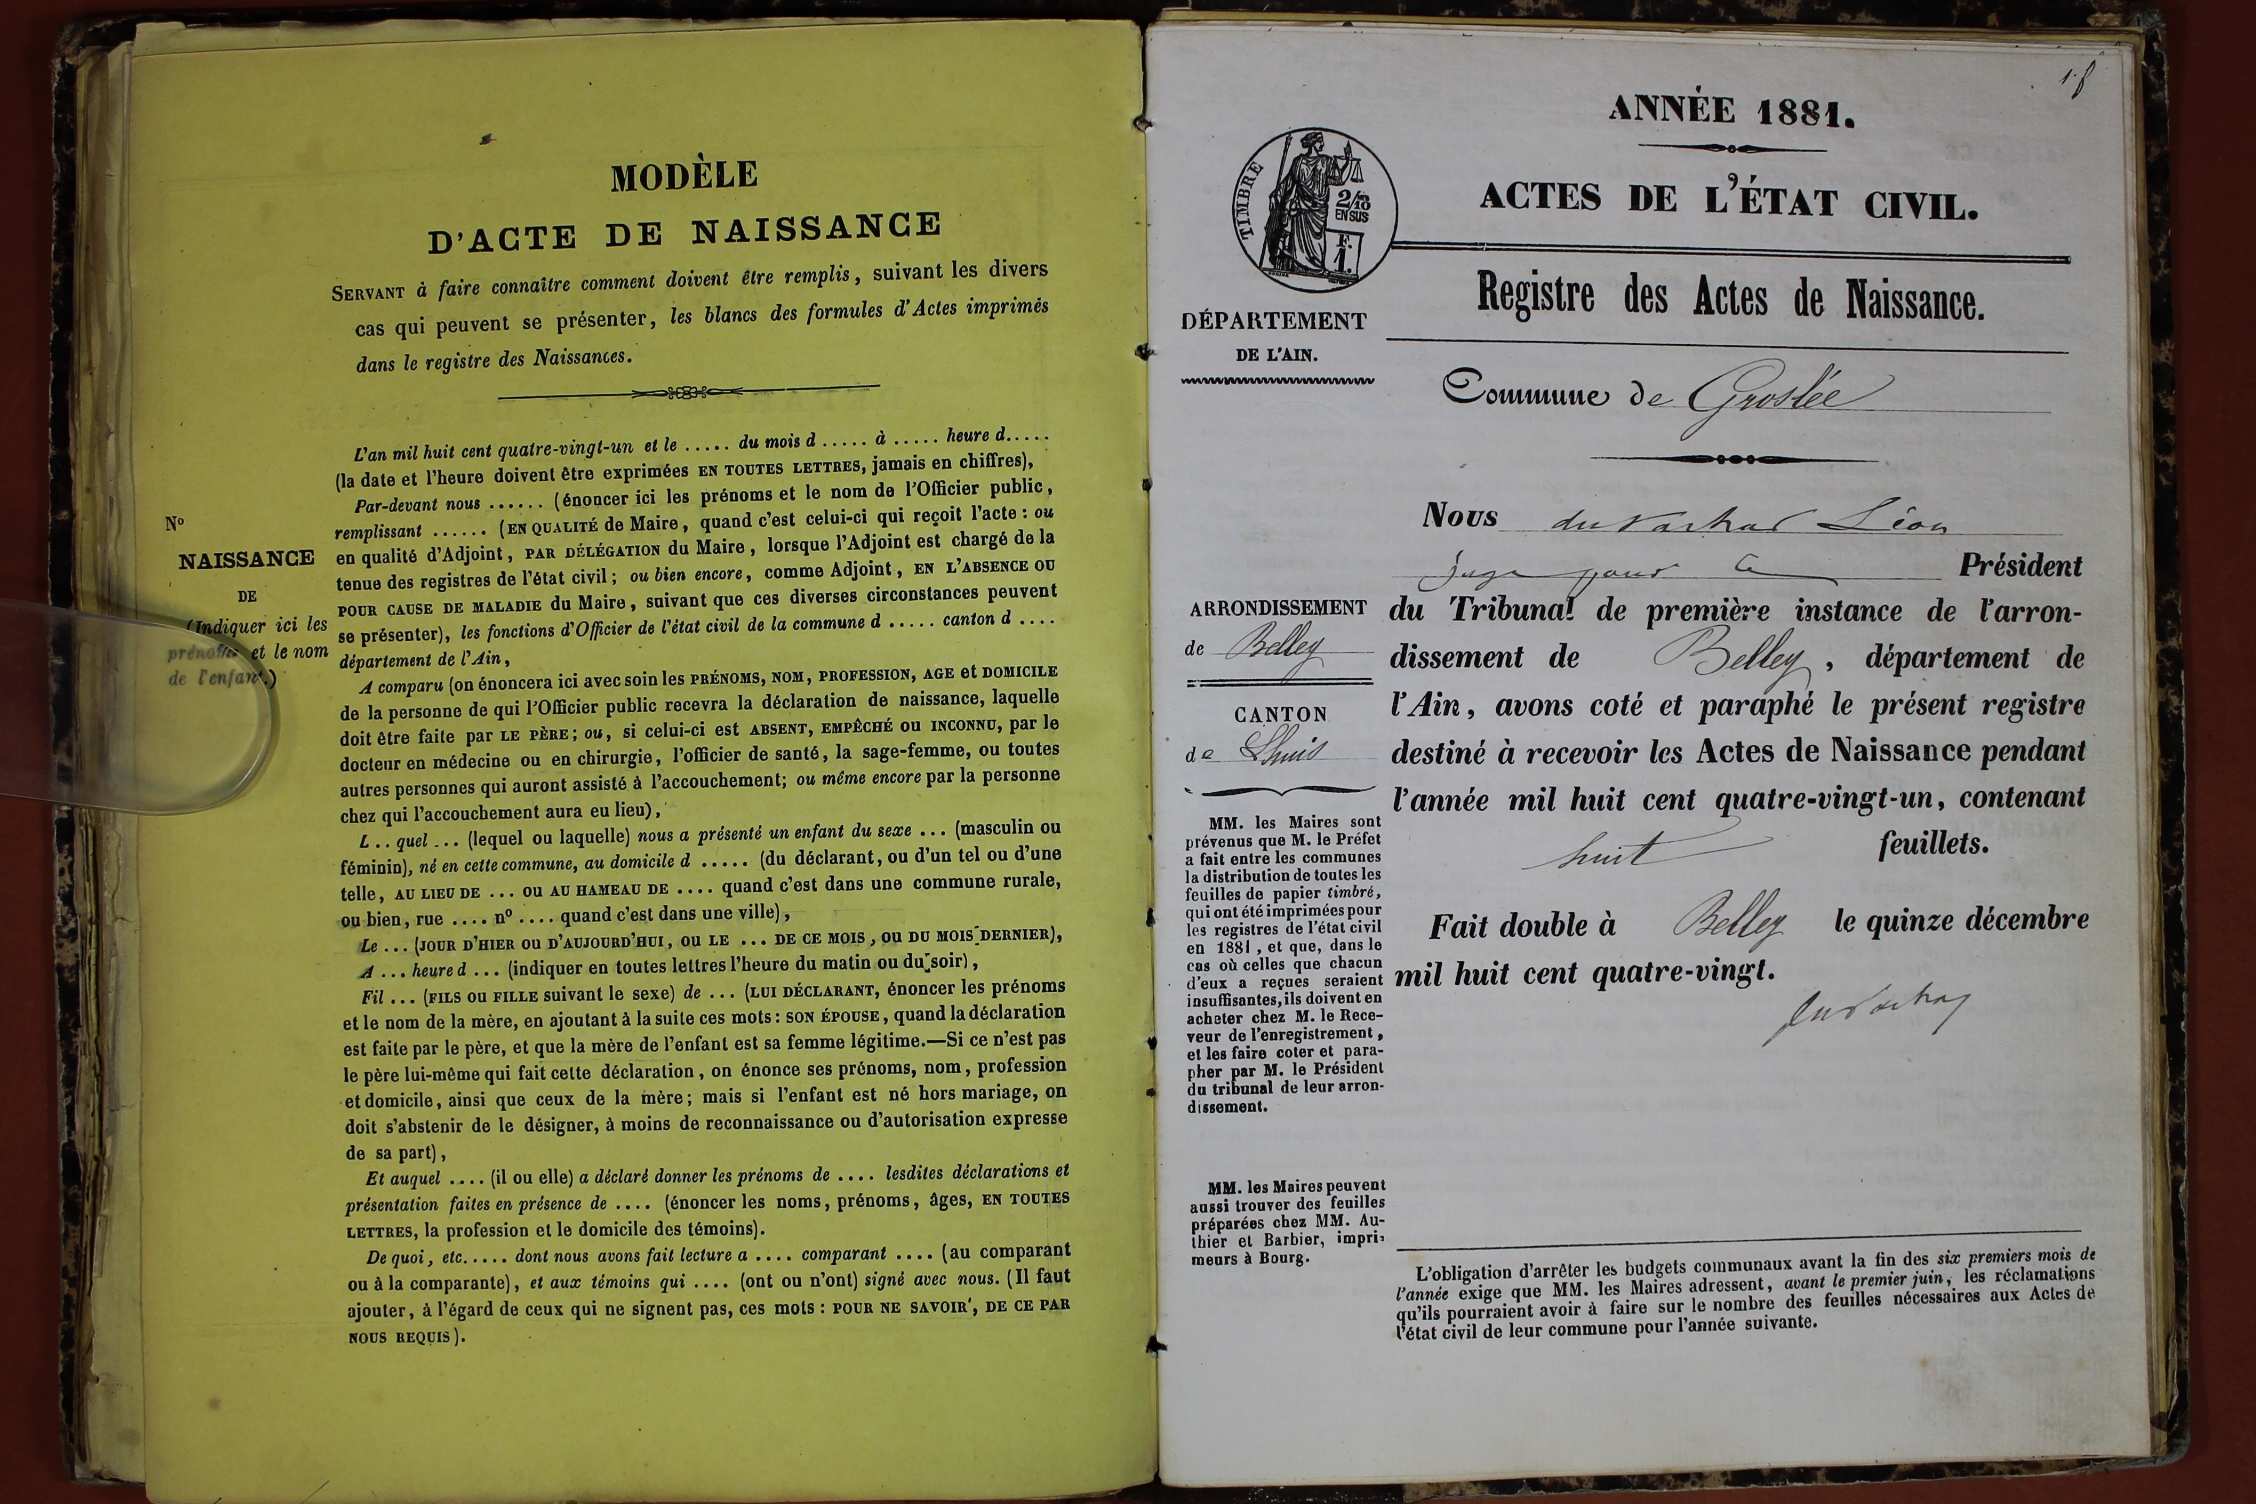 MODÈLE
D'ACTE DE NAISSANCE
SERVANT à faire connaître comment doivent être remplis, suivant les divers
cas qui peuvent se présenter, les blancs des formules d'Actes imprimés
dans le registre des Naissances.
N°
NAISSANCE
DE
(Indiquer ici les
prénoms et le nom
de l'enfant.)
L'an mil huit cent quatre-vingt-un et le ..... du mois d ..... à ..... heure d.....
(la date et l'heure doivent être exprimées EN TOUTES LETTRES, jamais en chiffres),
Par-devant nous ...... (énoncer ici les prénoms et le nom de l'Officier public,
remplissant ...... (EN QUALITÉ de Maire, quand c'est celui-ci qui reçoit l'acte : ou
en qualité d'Adjoint, PAR DÉLÉGATION du Maire, lorsque l'Adjoint est chargé de la
tenue des registres de l'état civil ; ou bien encore, comme Adjoint, EN L'ABSENCE OU
POUR CAUSE DE MALADIE du Maire, suivant que ces diverses circonstances peuvent
se présenter), les fonctions d'Officier de l'état civil de la commune d ..... canton d ....
département de l'Ain,
A comparu (on énoncera ici avec soin les PRÉNOMS, NOM, PROFESSION, AGE et DOMICILE
de la personne de qui l'Officier public recevra la déclaration de naissance, laquelle
doit être faite par LE PÈRE ; ou, si celui-ci est ABSENT, EMPÊCHÉ OU INCONNU, par le
docteur en médecine ou en chirurgie, l'officier de santé, la sage-femme, ou toutes
autres personnes qui auront assisté à l'accouchement; ou même encore par la personne
chez qui l'accouchement aura eu lieu),
L .. quel ... (lequel ou laquelle) nous a présenté un enfant du sexe ... (masculin ou
féminin), né en cette commune, au domicile d ..... (du déclarant, ou d'un tel ou d'une
telle, AU LIEU DE ... OU AU HAMEAU DE .... quand c'est dans une commune rurale,
ou bien, rue .... n° .... quand c'est dans une ville),
Le ... (JOUR D'HIER OU D'AUJOURD'HUI, OU LE ... DE CE MOIS, OU DU MOIS DERNIER),
A ... heure d ... (indiquer en toutes lettres l'heure du matin ou du soir),
Fil ... (FILS OU FILLE suivant le sexe) de ... (LUI DÉCLARANT, énoncer les prénoms
et le nom de la mère, en ajoutant à la suite ces mots : SON ÉPOUSE, quand la déclaration
est faite par le père, et que la mère de l'enfant est sa femme légitime.—Si ce n'est pas
le père lui-même qui fait cette déclaration, on énonce ses prénoms, nom, profession
et domicile, ainsi que ceux de la mère; mais si l'enfant est né hors mariage, on
doit s'abstenir de le désigner, à moins de reconnaissance ou d'autorisation expresse
de sa part),
Et auquel .... (il ou elle) a déclaré donner les prénoms de .... lesdites déclarations et
présentation faites en présence de .... (énoncer les noms, prénoms, âges, EN TOUTES
LETTRES, la profession et le domicile des témoins).
De quoi, etc..... dont nous avons fait lecture a .... comparant .... (au comparant
ou à la comparante), et aux témoins qui .... (ont ou n'ont) signé avec nous. (Il faut
ajouter, à l'égard de ceux qui ne signent pas, ces mots : POUR NE SAVOIR, DE CE PAR
NOUS REQUIS).
ANNÉE 1881.
ACTES DE L'ÉTAT CIVIL.
TIMBRE
2/10
EN SUS
F.
1.
Registre des Actes de Naissance.
DÉPARTEMENT
DE L'AIN.
Commune de Groslée
ARRONDISSEMENT
de Belley
CANTON
de Lhuis
MM. les Maires sont
prévenus que M. le Préfet
a fait entre les communes
la distribution de toutes les
feuilles de papier timbré,
qui ont été imprimées pour
les registres de l'état civil
en 1881, et que, dans le
cas où celles que chacun
d'eux a reçues seraient
insuffisantes, ils doivent en
acheter chez M. le Rece-
veur de l'enregistrement,
et les faire coter et para-
pher par M. le Président
du tribunal de leur arron-
dissement.
MM. les Maires peuvent
aussi trouver des feuilles
préparées chez MM. Au-
thier et Barbier, impri-
meurs à Bourg.
Nous Léon
juge pour le Président
du Tribunal de première instance de l'arron-
dissement de Belley, département de
l'Ain, avons coté et paraphé le présent registre
destiné à recevoir les Actes de Naissance pendant
l'année mil huit cent quatre-vingt-un, contenant
huit feuillets.
Fait double à Belley le quinze décembre
mil huit cent quatre-vingt.
L'obligation d'arrêter les budgets communaux avant la fin des six premiers mois de
l'année exige que MM. les Maires adressent, avant le premier juin, les réclamations
qu'ils pourraient avoir à faire sur le nombre des feuilles nécessaires aux Actes de
l'état civil de leur commune pour l'année suivante.